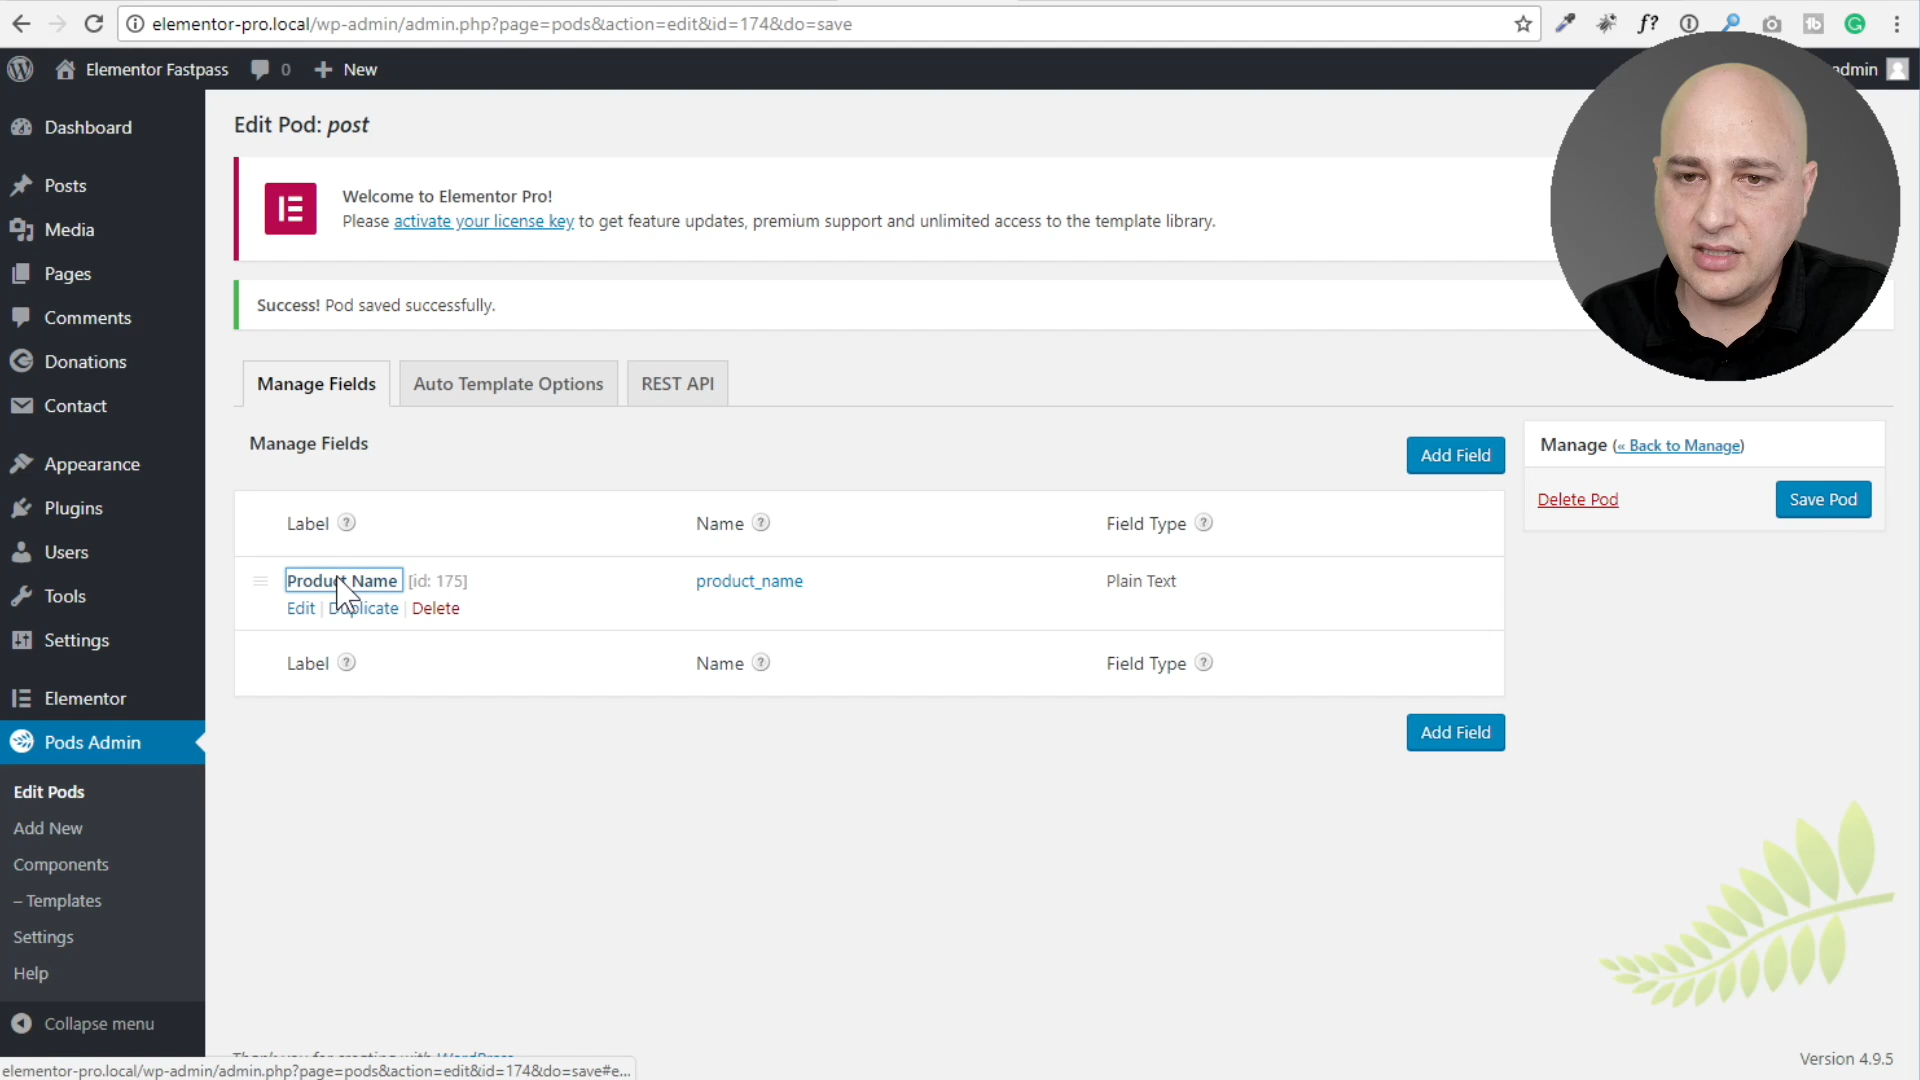 elementor-pro.local/wp-admin/admin.php?page=pods&action=edit&id=174&do=save
Elementor Fastpass 0 New
admin
Dashboard
Posts
Media
Pages
Comments
Donations
Contact
Appearance
Plugins
Users
Tools
Settings
Elementor
Pods Admin
Edit Pods
Add New
Components
– Templates
Settings
Help
Collapse menu
Edit Pod: post
Welcome to Elementor Pro!
Please activate your license key to get feature updates, premium support and unlimited access to the template library.
Success! Pod saved successfully.
Manage Fields Auto Template Options REST API
Manage Fields
Add Field
Label ? Name ? Field Type ?
Product Name [id: 175] product_name Plain Text
Edit | Duplicate | Delete
Label ? Name ? Field Type ?
Add Field
Manage (« Back to Manage)
Delete Pod Save Pod
Version 4.9.5
elementor-pro.local/wp-admin/admin.php?page=pods&action=edit&id=174&do=save#e...